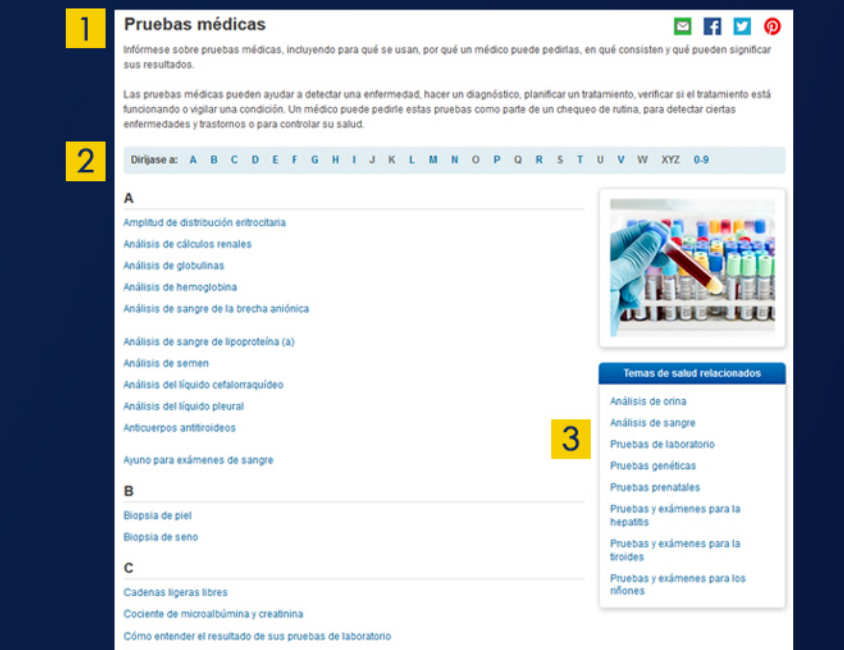 1
Pruebas médicas
Infórmese sobre pruebas médicas, incluyendo para qué se usan, por qué un médico puede pedirlas, en qué consisten y qué pueden significar
sus resultados.
Las pruebas médicas pueden ayudar a detectar una enfermedad, hacer un diagnóstico, planificar un tratamiento, verificar si el tratamiento está
funcionando o vigilar una condición. Un médico puede pedirle estas pruebas como parte de un chequeo de rutina, para detectar ciertas
enfermedades y trastornos o para controlar su salud.
2
Diríjase a: A B C D E F G H I J K L M N O P Q R S T U V W XYZ 0-9
A
Amplitud de distribución eritrocitaria
Análisis de cálculos renales
Análisis de globulinas
Análisis de hemoglobina
Análisis de sangre de la brecha aniónica
Análisis de sangre de lipoproteína (a)
Análisis de semen
Análisis del líquido cefalorraquídeo
Análisis del líquido pleural
Anticuerpos antitiroideos
Ayuno para exámenes de sangre
B
Biopsia de piel
Biopsia de seno
C
Cadenas ligeras libres
Cociente de microalbúmina y creatinina
Cómo entender el resultado de sus pruebas de laboratorio
3
Temas de salud relacionados
Análisis de orina
Análisis de sangre
Pruebas de laboratorio
Pruebas genéticas
Pruebas prenatales
Pruebas y exámenes para la
hepatitis
Pruebas y exámenes para la
tiroides
Pruebas y exámenes para los
riñones